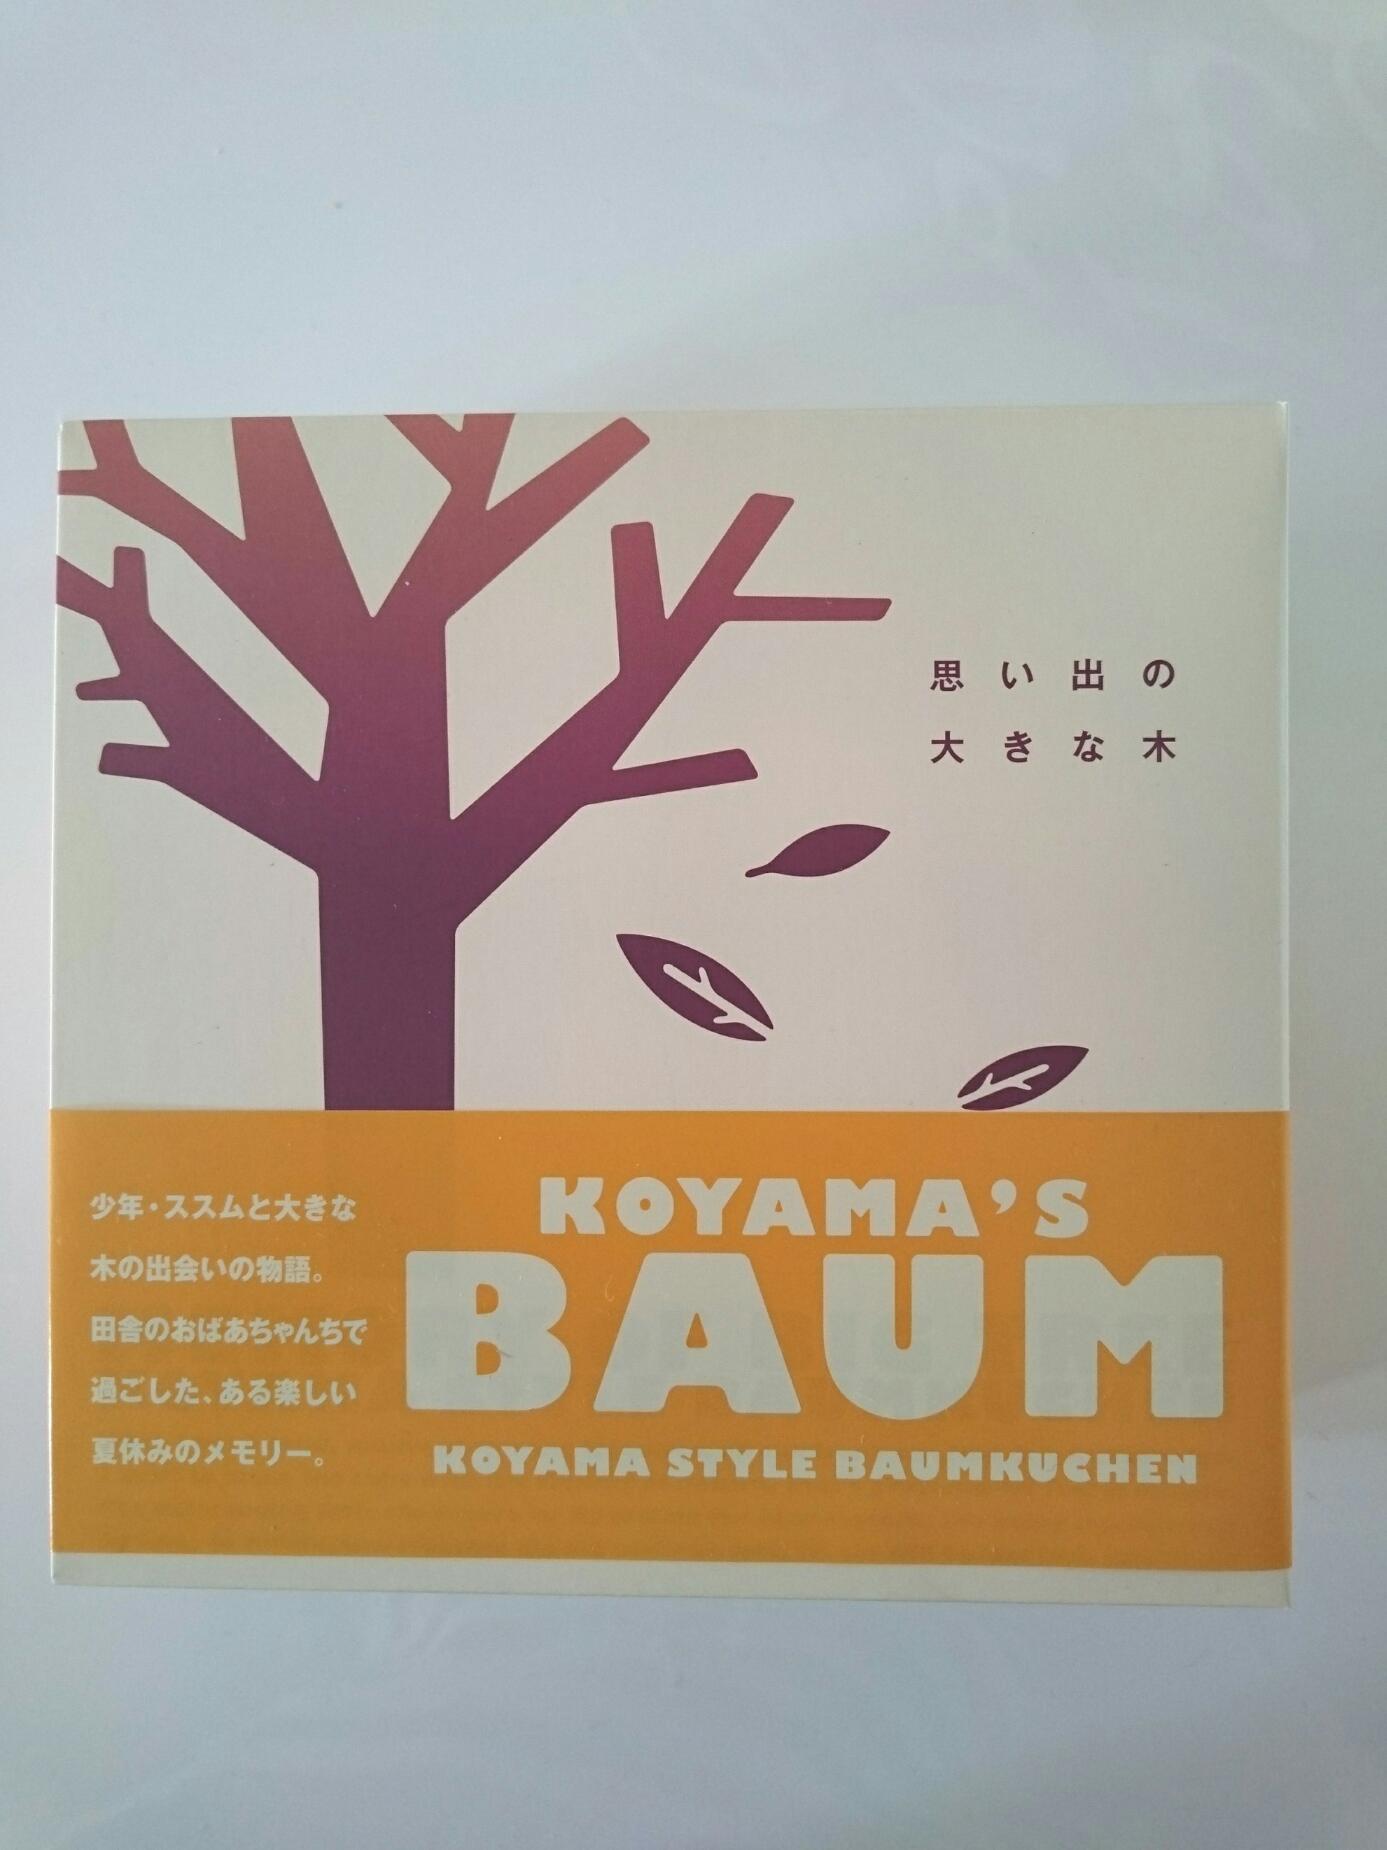 思い出の
大きな木
少年・ススムと大きな
木の出会いの物語。
田舎のおばあちゃんちで
過ごした、ある楽しい
夏休みのメモリー。
KOYAMA'S
BAUM
KOYAMA STYLE BAUMKUCHEN